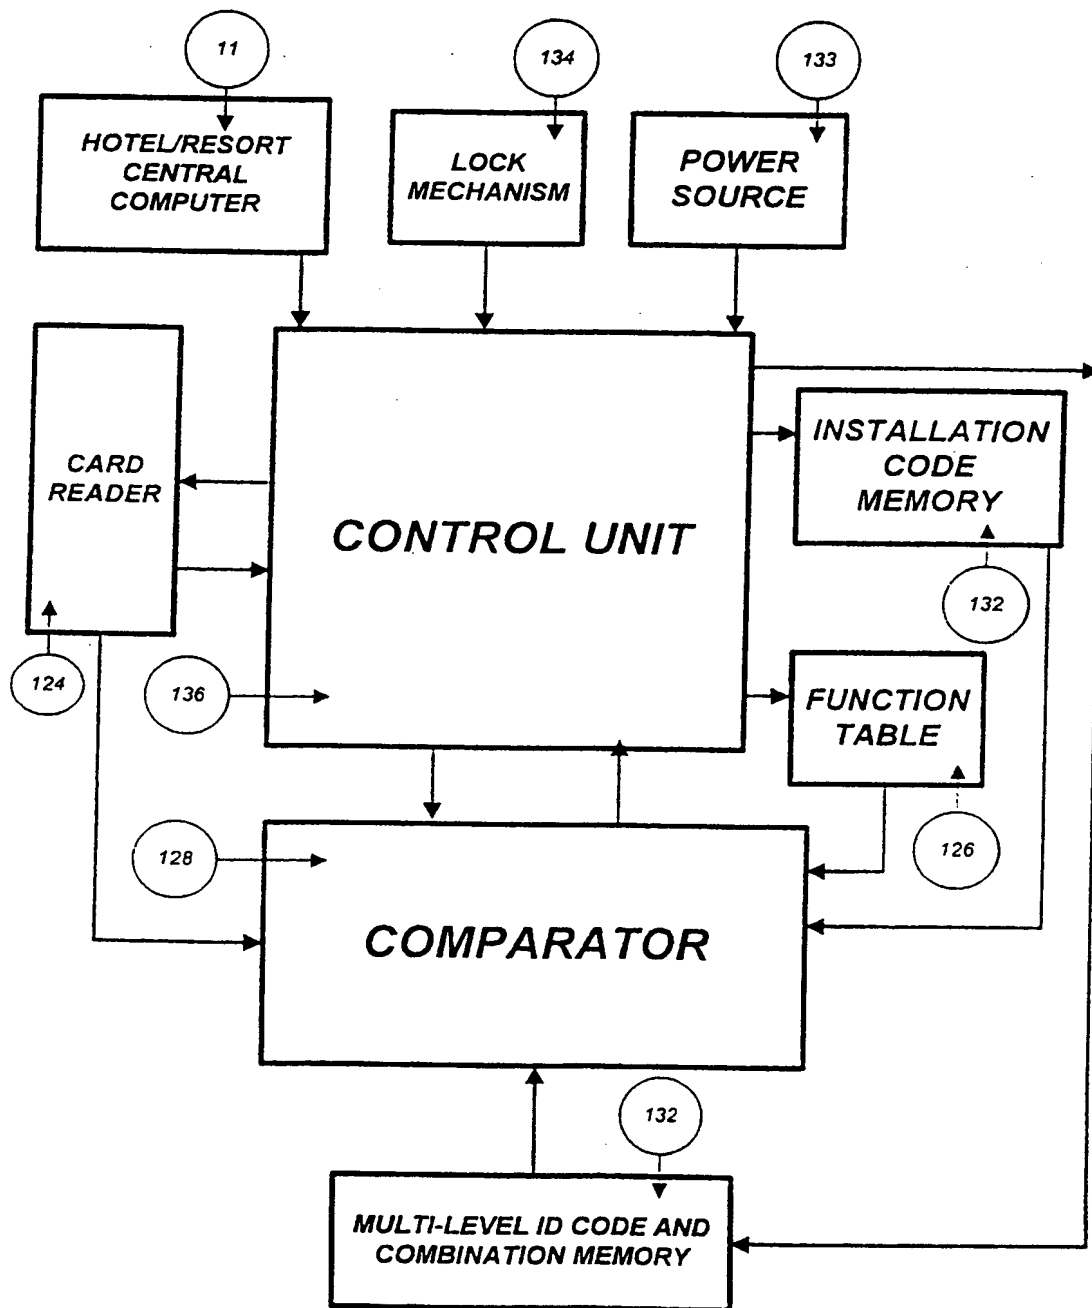 11
134
133
HOTEL/RESORT
CENTRAL
COMPUTER
LOCK
MECHANISM
POWER
SOURCE
CARD
READER
CONTROL UNIT
INSTALLATION
CODE
MEMORY
132
124
136
FUNCTION
TABLE
128
126
COMPARATOR
132
MULTI-LEVEL ID CODE AND
COMBINATION MEMORY